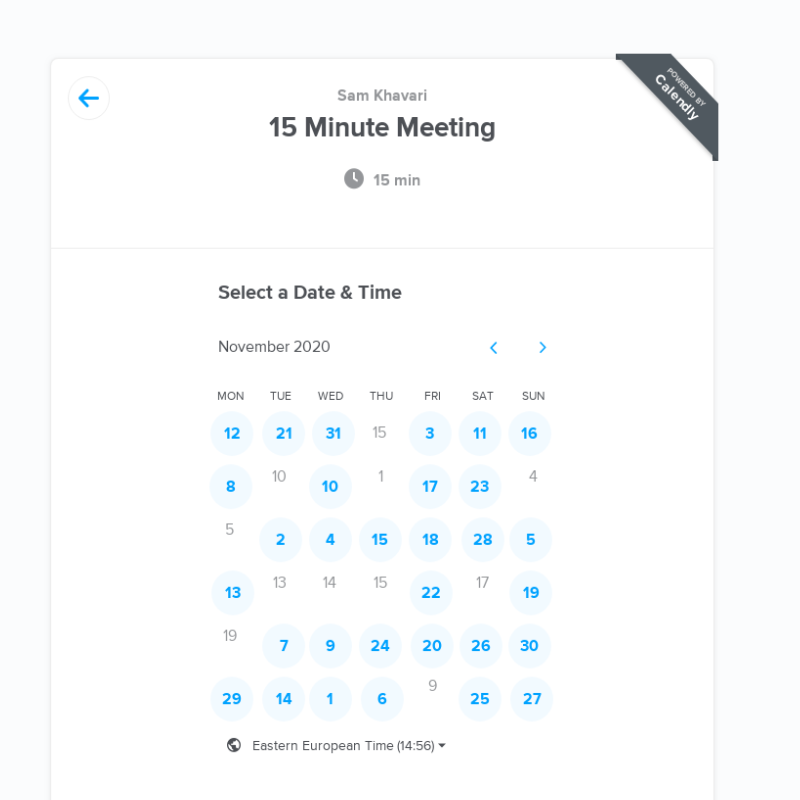 POWERED BY
Calendly
Sam Khavari
15 Minute Meeting
15 min
Select a Date & Time
November 2020
MON TUE WED THU FRI SAT SUN
12 21 31 15 3 11 16
8 10 10 1 17 23 4
5 2 4 15 18 28 5
13 13 14 15 22 17 19
19 7 9 24 20 26 30
29 14 1 6 9 25 27
Eastern European Time (14:56)